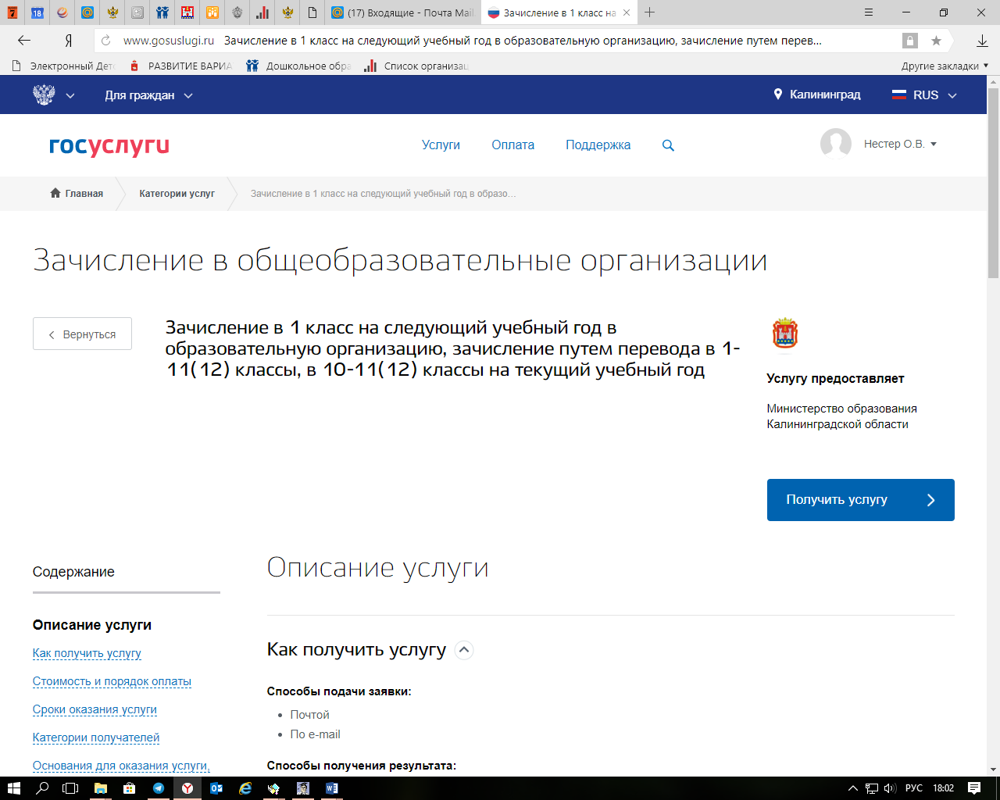 7
18
(17) Входящие - Почта Mail
Зачисление в 1 класс на
Я
www.gosuslugi.ru Зачисление в 1 класс на следующий учебный год в образовательную организацию, зачисление путем перев...
Электронный Дет
РАЗВИТИЕ ВАРИА
Дошкольное обра
Список организац
Другие закладки
Для граждан
Калининград
RUS
госуслуги
Услуги
Оплата
Поддержка
Нестер О.В.
Главная
Категории услуг
Зачисление в 1 класс на следующий учебный год в образо...
Зачисление в общеобразовательные организации
Вернуться
Зачисление в 1 класс на следующий учебный год в
образовательную организацию, зачисление путем перевода в 1-
11(12) классы, в 10-11(12) классы на текущий учебный год
Услугу предоставляет
Министерство образования
Калининградской области
Получить услугу
Содержание
Описание услуги
Как получить услугу
Стоимость и порядок оплаты
Сроки оказания услуги
Категории получателей
Основания для оказания услуги,
Описание услуги
Как получить услугу
Способы подачи заявки:
Почтой
По e-mail
Способы получения результата:
РУС
18:02